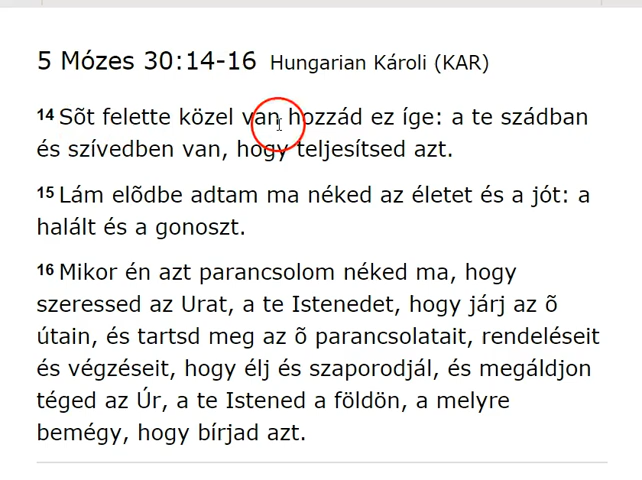 5 Mózes 30:14-16 Hungarian Károli (KAR)
14 Sõt felette közel van hozzád ez íge: a te szádban
és szívedben van, hogy teljesítsed azt.
15 Lám elõdbe adtam ma néked az életet és a jót: a
halált és a gonoszt.
16 Mikor én azt parancsolom néked ma, hogy
szeressed az Urat, a te Istenedet, hogy járj az õ
útain, és tartsd meg az õ parancsolatait, rendeléseit
és végzéseit, hogy élj és szaporodjál, és megáldjon
téged az Úr, a te Istened a földön, a melyre
bemégy, hogy bírjad azt.